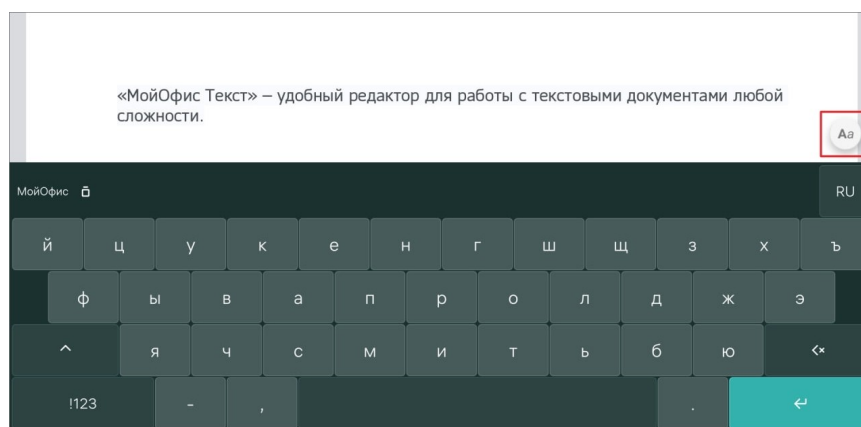 «МойОфис Текст» – удобный редактор для работы с текстовыми документами любой
сложности.
Aa
МойОфис
RU
й ц у к е н г ш щ з х ъ
ф ы в а п р о л д ж э
я ч с м и т ь б ю
!123 - , .